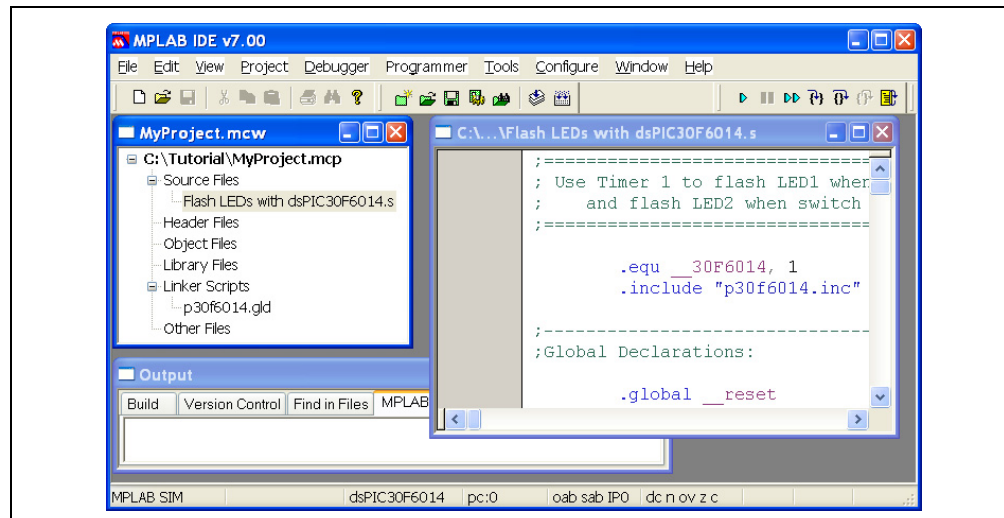 MPLAB IDE v7.00
File Edit View Project Debugger Programmer Tools Configure Window Help
MyProject.mcw
C:\Tutorial\MyProject.mcp
Source Files
Flash LEDs with dsPIC30F6014.s
Header Files
Object Files
Library Files
Linker Scripts
p30f6014.gld
Other Files
C:\...\Flash LEDs with dsPIC30F6014.s
;==================================
; Use Timer 1 to flash LED1 when
;    and flash LED2 when switch
;==================================
.equ __30F6014, 1
.include "p30f6014.inc"
;----------------------------------
;Global Declarations:
.global __reset
Output
Build Version Control Find in Files MPLAB
MPLAB SIM dsPIC30F6014 pc:0 oab sab IP0 dc n ov z c